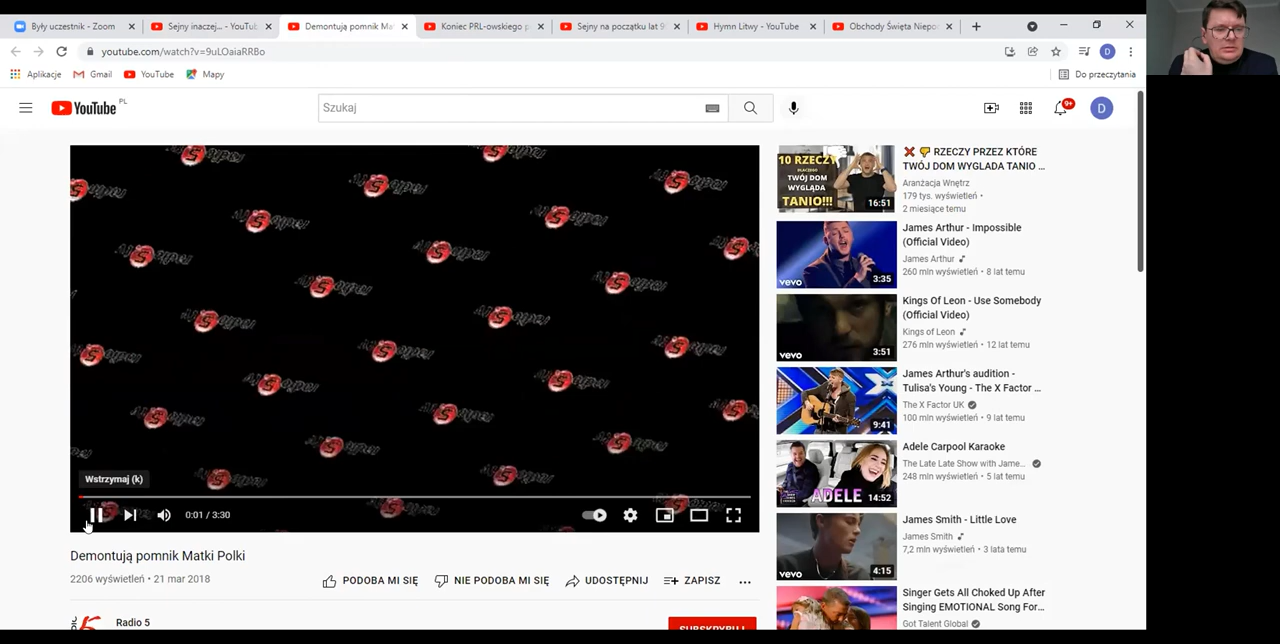 Były uczestnik - Zoom
Sejny inaczej... - YouTub
Demontują pomnik Ma
Koniec PRL-owskiego p
Sejny na początku lat 9
Hymn Litwy - YouTube
Obchody Święta Niepo
youtube.com/watch?v=9uLOaiaRRBo
Aplikacje
Gmail
YouTube
Mapy
Do przeczytania
YouTube PL
Szukaj
9+
D
Wstrzymaj (k)
0:01 / 3:30
Demontują pomnik Matki Polki
2206 wyświetleń • 21 mar 2018
PODOBA MI SIĘ
NIE PODOBA MI SIĘ
UDOSTĘPNIJ
ZAPISZ
Radio 5
SUBSKRYBUJ
10 RZECZY
DLACZEGO
TWÓJ DOM
WYGLĄDA
TANIO!!!
16:51
RZECZY PRZEZ KTÓRE
TWÓJ DOM WYGLADA TANIO ...
Aranżacja Wnętrz
179 tys. wyświetleń •
2 miesiące temu
vevo
3:35
James Arthur - Impossible
(Official Video)
James Arthur
260 mln wyświetleń • 8 lat temu
vevo
3:51
Kings Of Leon - Use Somebody
(Official Video)
Kings of Leon
276 mln wyświetleń • 12 lat temu
9:41
James Arthur's audition -
Tulisa's Young - The X Factor ...
The X Factor UK
100 mln wyświetleń • 9 lat temu
ADELE
14:52
Adele Carpool Karaoke
The Late Late Show with Jame...
248 mln wyświetleń • 5 lat temu
vevo
4:15
James Smith - Little Love
James Smith
7,2 mln wyświetleń • 3 lata temu
Singer Gets All Choked Up After
Singing EMOTIONAL Song For...
Got Talent Global